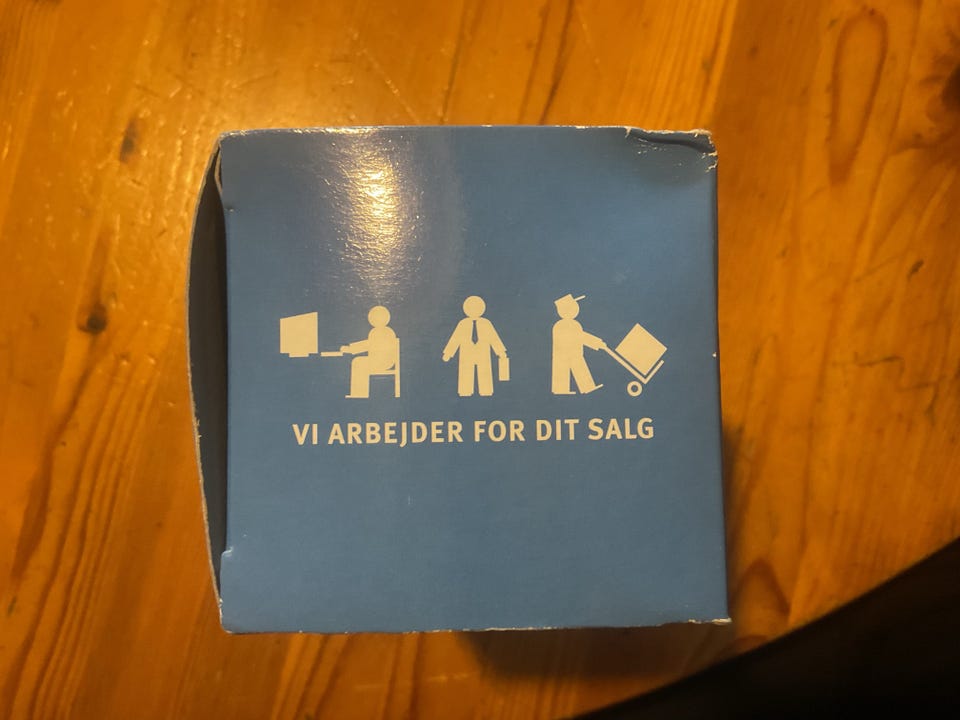 VI ARBEJDER FOR DIT SALG